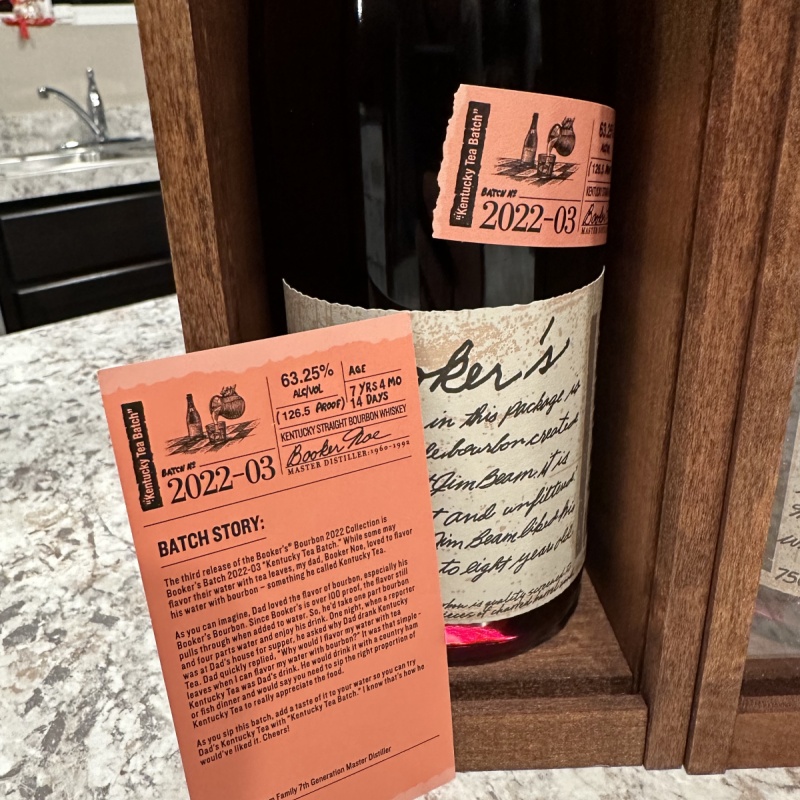 "Kentucky Tea Batch"
BATCH No
2022-03
63.25%
ALC/VOL
(126.5 PROOF)
AGE
7 YRS 4 MO
14 DAYS
KENTUCKY STRAIGHT BOURBON WHISKEY
Booker Noe
MASTER DISTILLER:1960-1992
BATCH STORY:
The third release of the Booker's® Bourbon 2022 Collection is
Booker's Batch 2022-03 "Kentucky Tea Batch." While some may
flavor their water with tea leaves, my dad, Booker Noe, loved to flavor
his water with bourbon – something he called Kentucky Tea.
As you can imagine, Dad loved the flavor of bourbon, especially his
Booker's Bourbon. Since Booker's is over 100 proof, the flavor still
pulls through when added to water. So, he'd take one part bourbon
and four parts water and enjoy his drink. One night, when a reporter
was at Dad's house for supper, he asked why Dad drank Kentucky
Tea. Dad quickly replied, "Why would I flavor my water with tea
leaves when I can flavor my water with bourbon?" It was that simple -
Kentucky Tea was Dad's drink. He would drink it with a country ham
or fish dinner and would say you need to sip the right proportion of
Kentucky Tea to really appreciate the food.
As you sip this batch, add a taste of it to your water so you can try
Dad's Kentucky Tea with "Kentucky Tea Batch." I know that's how he
would've liked it. Cheers!
Family 7th Generation Master Distiller
"Kentucky Tea Batch"
BATCH No
2022-03
KENTUCKY
Booker
MASTER
oker's
in this package is
bourbon created
Jim Beam. it is
and unfiltered
Jim Beam liked his
to eight year old
is quality
charred
750